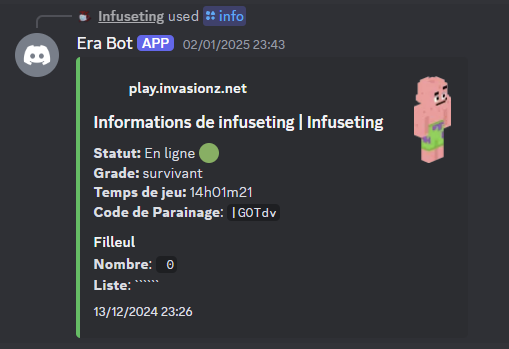 Infuseting used info
Era Bot APP 02/01/2025 23:43
play.invasionz.net
Informations de infuseting | Infuseting
Statut: En ligne
Grade: survivant
Temps de jeu: 14h01m21
Code de Parainage: |GOTdv
Filleul
Nombre: 0
Liste: ``````
13/12/2024 23:26